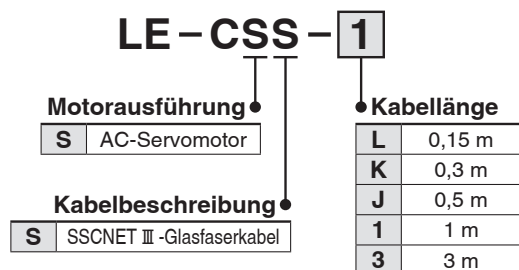 LE–CSS–1
Motorausführung
S AC-Servomotor
Kabelbeschreibung
S SSCNET Ⅲ -Glasfaserkabel
Kabellänge
L 0,15 m
K 0,3 m
J 0,5 m
1 1 m
3 3 m